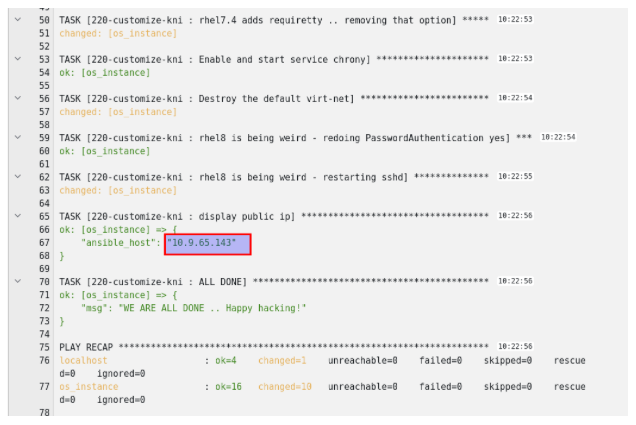 49
50 TASK [220-customize-kni : rhel7.4 adds requiretty .. removing that option] ***** 10:22:53
51 changed: [os_instance]
52
53 TASK [220-customize-kni : Enable and start service chrony] ********************* 10:22:53
54 ok: [os_instance]
55
56 TASK [220-customize-kni : Destroy the default virt-net] ************************ 10:22:54
57 changed: [os_instance]
58
59 TASK [220-customize-kni : rhel8 is being weird - redoing PasswordAuthentication yes] *** 10:22:54
60 ok: [os_instance]
61
62 TASK [220-customize-kni : rhel8 is being weird - restarting sshd] ************** 10:22:55
63 changed: [os_instance]
64
65 TASK [220-customize-kni : display public ip] *********************************** 10:22:56
66 ok: [os_instance] => {
67 "ansible_host": "10.9.65.143"
68 }
69
70 TASK [220-customize-kni : ALL DONE] ******************************************** 10:22:56
71 ok: [os_instance] => {
72 "msg": "WE ARE ALL DONE .. Happy hacking!"
73 }
74
75 PLAY RECAP ********************************************************************* 10:22:56
76 localhost : ok=4 changed=1 unreachable=0 failed=0 skipped=0 rescue
d=0 ignored=0
77 os_instance : ok=16 changed=10 unreachable=0 failed=0 skipped=0 rescue
d=0 ignored=0
78